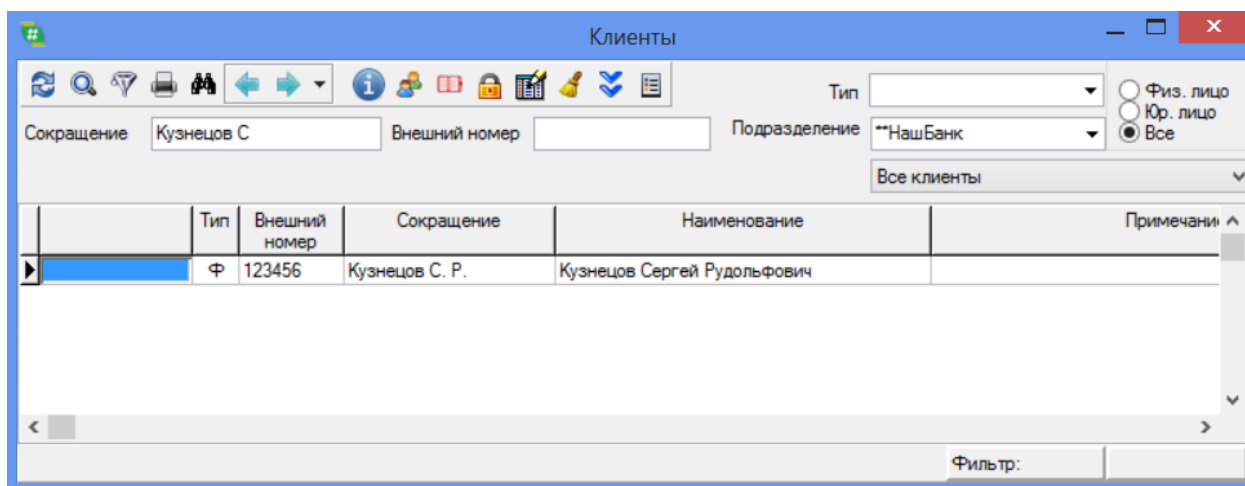 Клиенты
Тип
Физ. лицо
Юр. лицо
Все
Сокращение Кузнецов С Внешний номер Подразделение **НашБанк
Все клиенты
Тип Внешний номер Сокращение Наименование Примечани
Ф 123456 Кузнецов С. Р. Кузнецов Сергей Рудольфович
Фильтр: